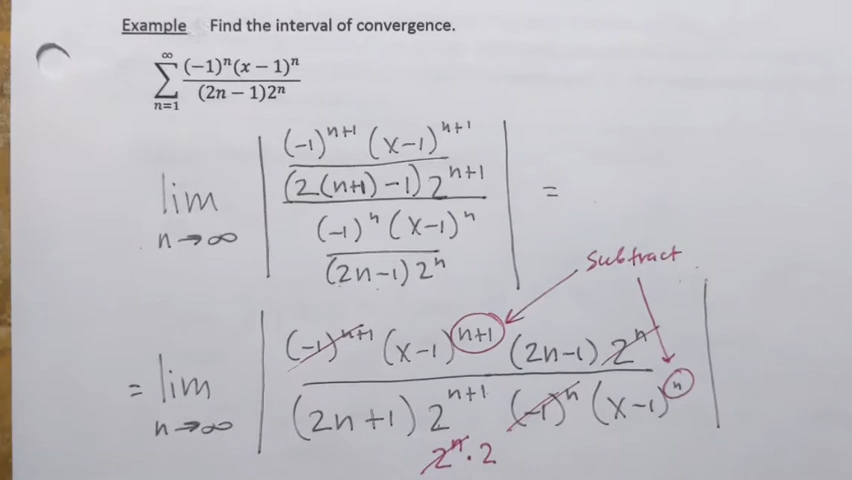 Example Find the interval of convergence.
∞
∑ (−1)ⁿ(x − 1)ⁿ
n=1 (2n − 1)2ⁿ
(-1)ⁿ⁺¹ (x-1)ⁿ⁺¹
(2(n+1) -1) 2ⁿ⁺¹
lim =
n→∞ (-1)ⁿ (x-1)ⁿ
(2n-1) 2ⁿ
Subtract
(-1)ⁿ⁺¹ (x-1)ⁿ⁺¹ (2n-1) 2ⁿ
= lim
n→∞ (2n+1) 2ⁿ⁺¹ (-1)ⁿ (x-1)ⁿ
2ⁿ · 2